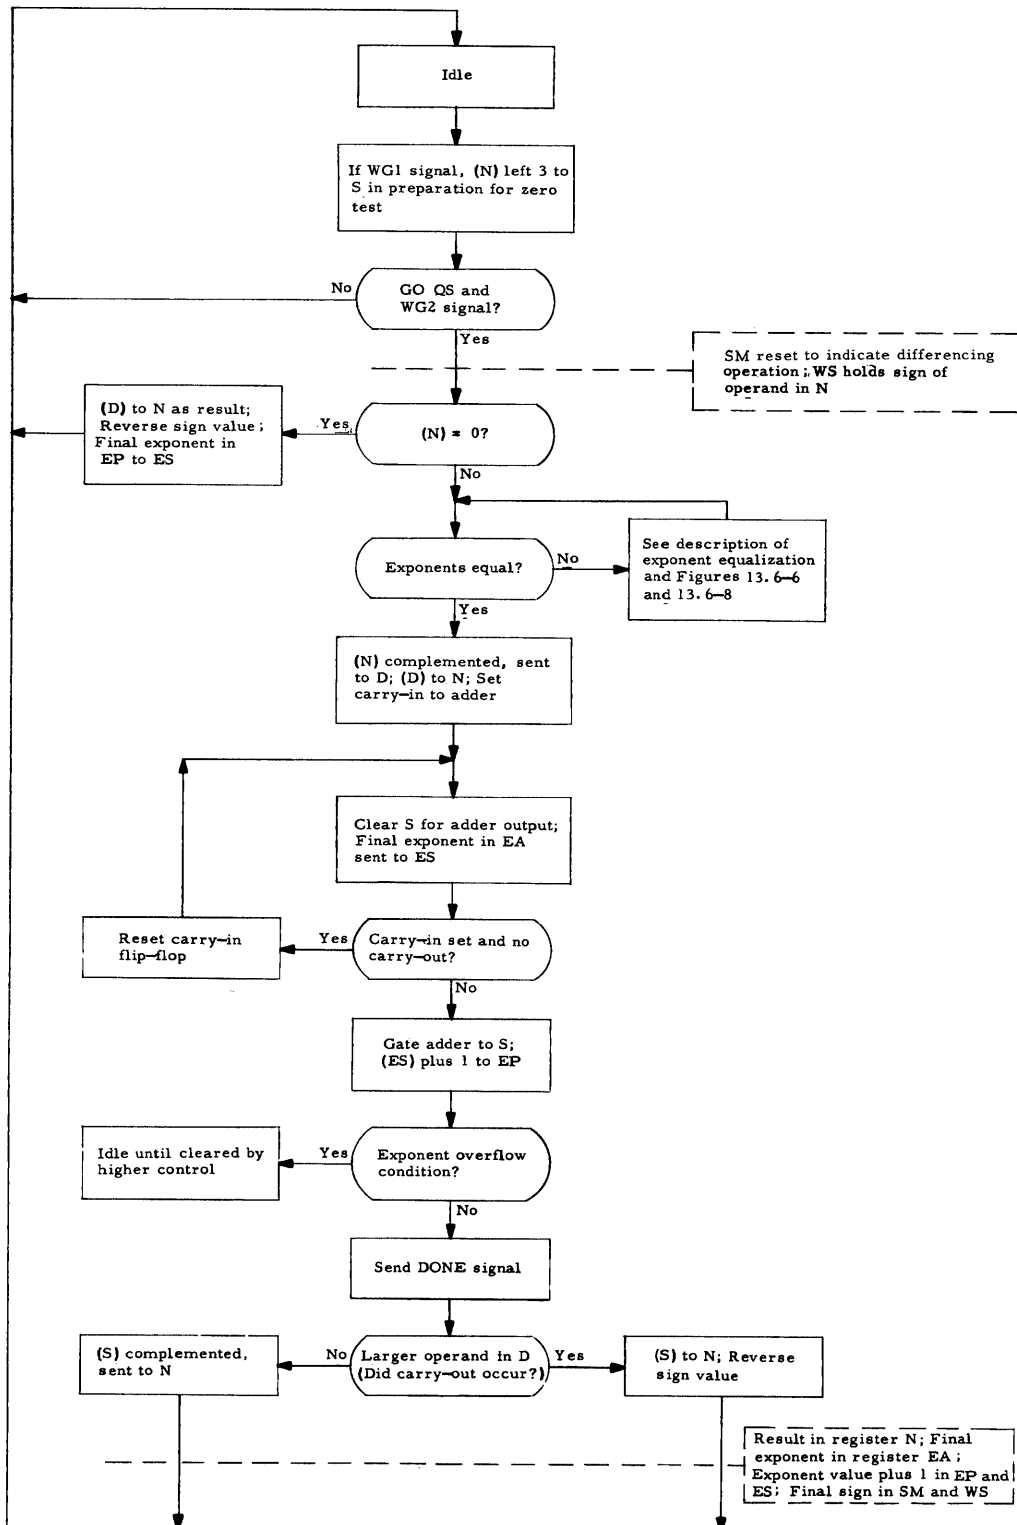 Idle
If WG1 signal, (N) left 3 to
S in preparation for zero
test
No
GO QS and
WG2 signal?
Yes
SM reset to indicate differencing
operation; WS holds sign of
operand in N
(D) to N as result;
Reverse sign value;
Final exponent in
EP to ES
Yes
(N) = 0?
No
Exponents equal?
No
See description of
exponent equalization
and Figures 13.6-6
and 13.6-8
Yes
(N) complemented, sent
to D; (D) to N; Set
carry-in to adder
Clear S for adder output;
Final exponent in EA
sent to ES
Reset carry-in
flip-flop
Yes
Carry-in set and no
carry-out?
No
Gate adder to S;
(ES) plus 1 to EP
Idle until cleared by
higher control
Yes
Exponent overflow
condition?
No
Send DONE signal
(S) complemented,
sent to N
No
Larger operand in D
(Did carry-out occur?)
Yes
(S) to N; Reverse
sign value
Result in register N; Final
exponent in register EA;
Exponent value plus 1 in EP and
ES; Final sign in SM and WS